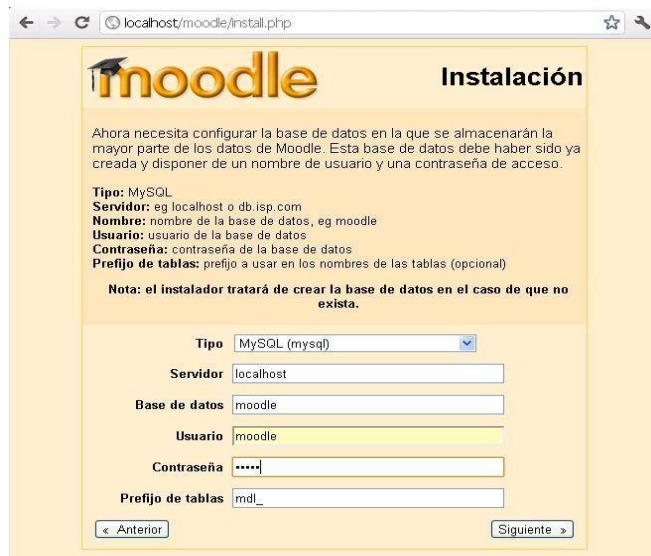 localhost/moodle/install.php
moodle
Instalación
Ahora necesita configurar la base de datos en la que se almacenarán la
mayor parte de los datos de Moodle. Esta base de datos debe haber sido ya
creada y disponer de un nombre de usuario y una contraseña de acceso.
Tipo: MySQL
Servidor: eg localhost o db.isp.com
Nombre: nombre de la base de datos, eg moodle
Usuario: usuario de la base de datos
Contraseña: contraseña de la base de datos
Prefijo de tablas: prefijo a usar en los nombres de las tablas (opcional)
Nota: el instalador tratará de crear la base de datos en el caso de que no
exista.
Tipo MySQL (mysql)
Servidor localhost
Base de datos moodle
Usuario moodle
Contraseña •••••
Prefijo de tablas mdl_
« Anterior Siguiente »